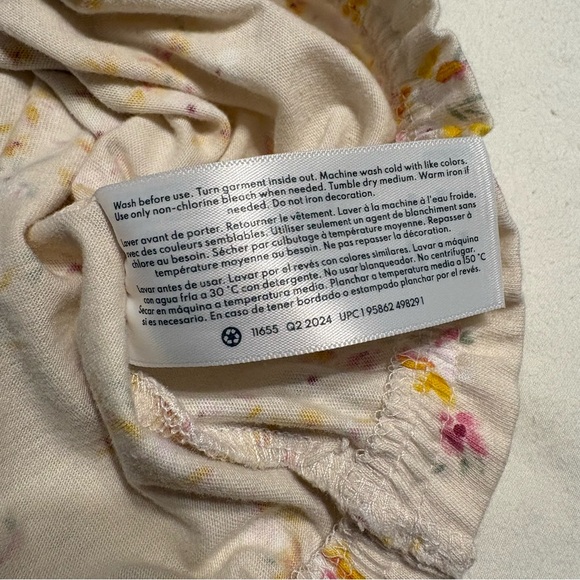 Wash before use. Turn garment inside out. Machine wash cold with like colors.
Use only non-chlorine bleach when needed. Tumble dry medium. Warm iron if
needed. Do not iron decoration.
Laver avant de porter. Retourner le vêtement. Laver à la machine à l'eau froide,
avec des couleurs semblables. Utiliser seulement un agent de blanchiment sans
chlore au besoin. Sécher par culbutage à température moyenne. Repasser à
température moyenne au besoin. Ne pas repasser la décoration.
Lavar antes de usar. Lavar por el revés con colores similares. Lavar a máquina
con agua fría a 30 °C con detergente. No usar blanqueador. No centrifugar.
Secar en máquina a temperatura media. Planchar a temperatura media a 150 °C
si es necesario. En caso de tener bordado o estampado planchar por el revés.
11655 Q2 2024 UPC 195862498291